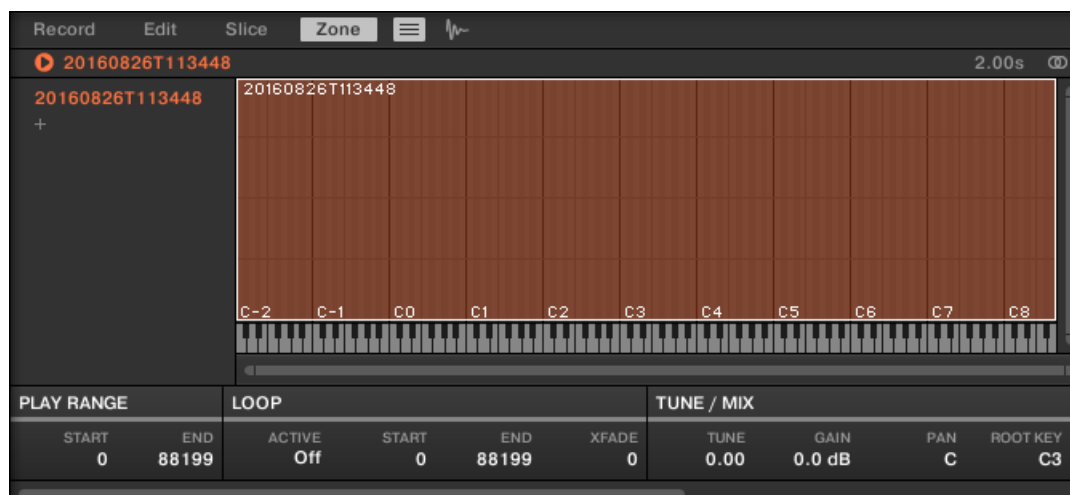 Record Edit Slice Zone
20160826T113448 2.00s
20160826T113448
+
20160826T113448
C-2 C-1 C0 C1 C2 C3 C4 C5 C6 C7 C8
PLAY RANGE LOOP TUNE / MIX
START END ACTIVE START END XFADE TUNE GAIN PAN ROOT KEY
0 88199 Off 0 88199 0 0.00 0.0 dB C C3